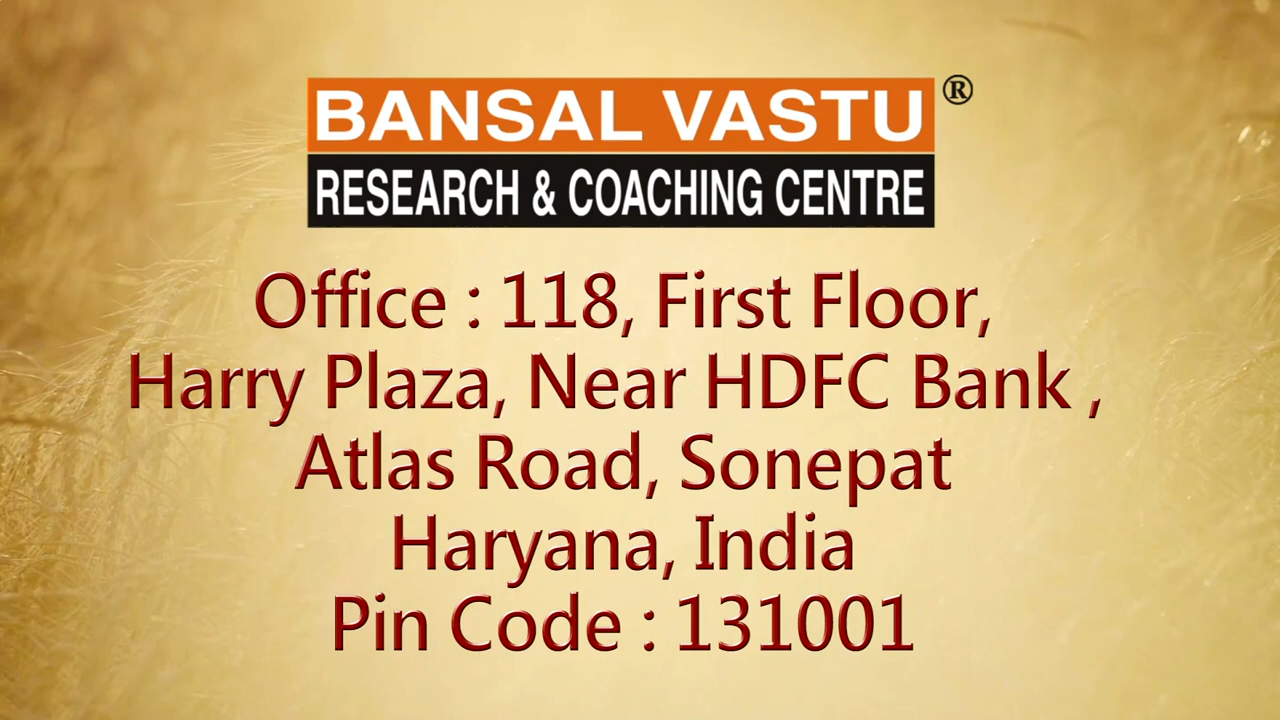 BANSAL VASTU ®
RESEARCH & COACHING CENTRE
Office : 118, First Floor,
Harry Plaza, Near HDFC Bank ,
Atlas Road, Sonepat
Haryana, India
Pin Code : 131001